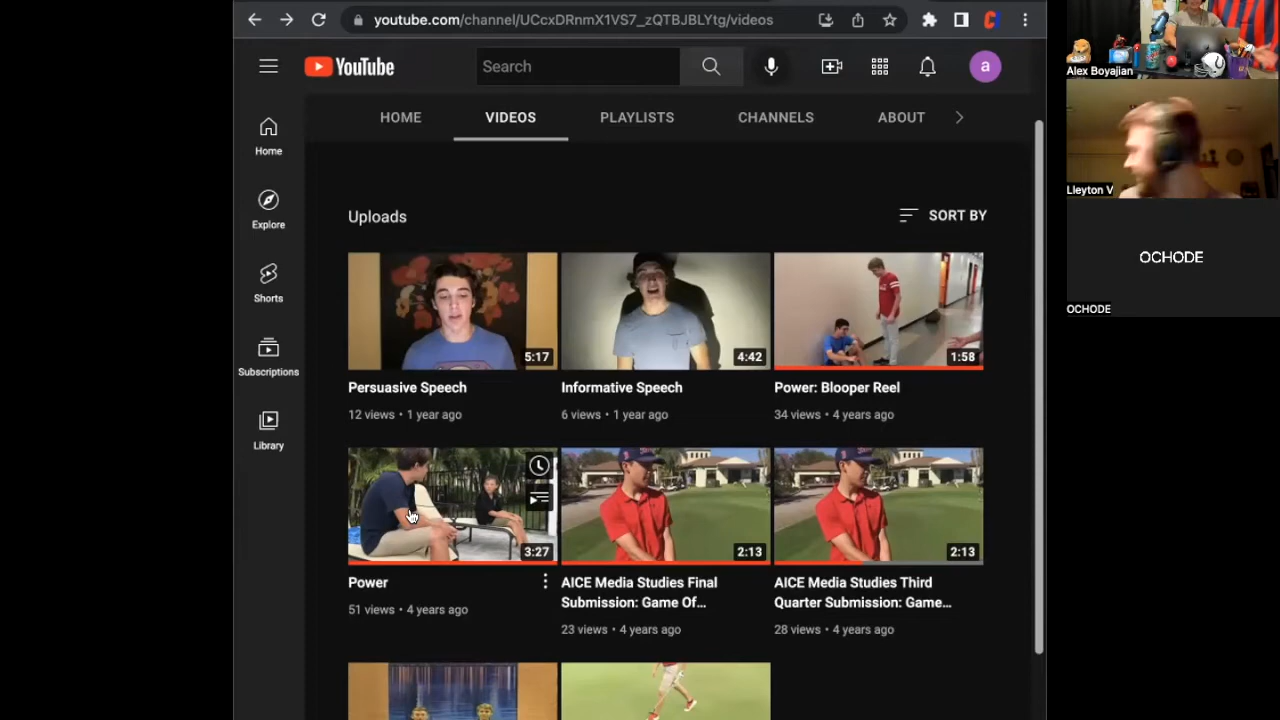 youtube.com/channel/UCcxDRnmX1VS7_zQTBJBLYtg/videos
YouTube
Search
a
HOME
VIDEOS
PLAYLISTS
CHANNELS
ABOUT
Home
Explore
Shorts
Subscriptions
Library
Uploads
SORT BY
5:17
4:42
1:58
Persuasive Speech
Informative Speech
Power: Blooper Reel
12 views • 1 year ago
6 views • 1 year ago
34 views • 4 years ago
3:27
2:13
2:13
Power
AICE Media Studies Final
Submission: Game Of...
AICE Media Studies Third
Quarter Submission: Game...
51 views • 4 years ago
23 views • 4 years ago
28 views • 4 years ago
Alex Boyajian
Lleyton V
OCHODE
OCHODE